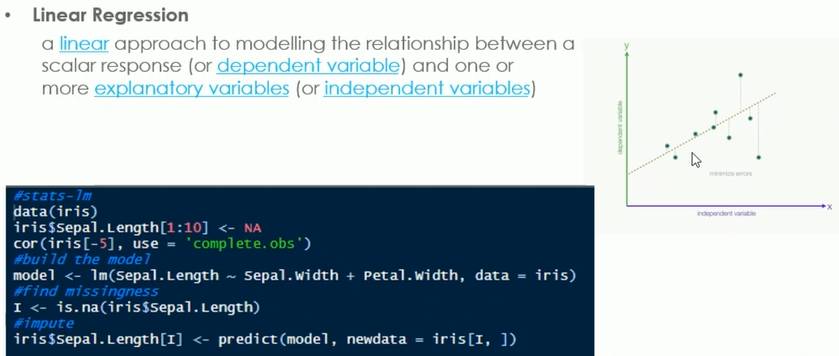 • Linear Regression
a linear approach to modelling the relationship between a
scalar response (or dependent variable) and one or
more explanatory variables (or independent variables)
y
dependent variable
minimize errors
x
independent variable
#stats-lm
data(iris)
iris$Sepal.Length[1:10] <- NA
cor(iris[-5], use = 'complete.obs')
#build the model
model <- lm(Sepal.Length ~ Sepal.Width + Petal.Width, data = iris)
#find missingness
I <- is.na(iris$Sepal.Length)
#impute
iris$Sepal.Length[I] <- predict(model, newdata = iris[I, ])